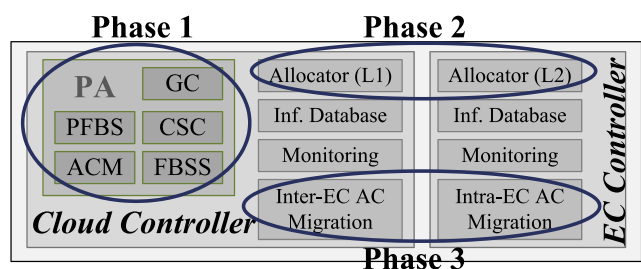 Phase 1
Phase 2
PA
GC
PFBS
CSC
ACM
FBSS
Cloud Controller
Allocator (L1)
Inf. Database
Monitoring
Inter-EC AC
Migration
Allocator (L2)
Inf. Database
Monitoring
Intra-EC AC
Migration
EC Controller
Phase 3